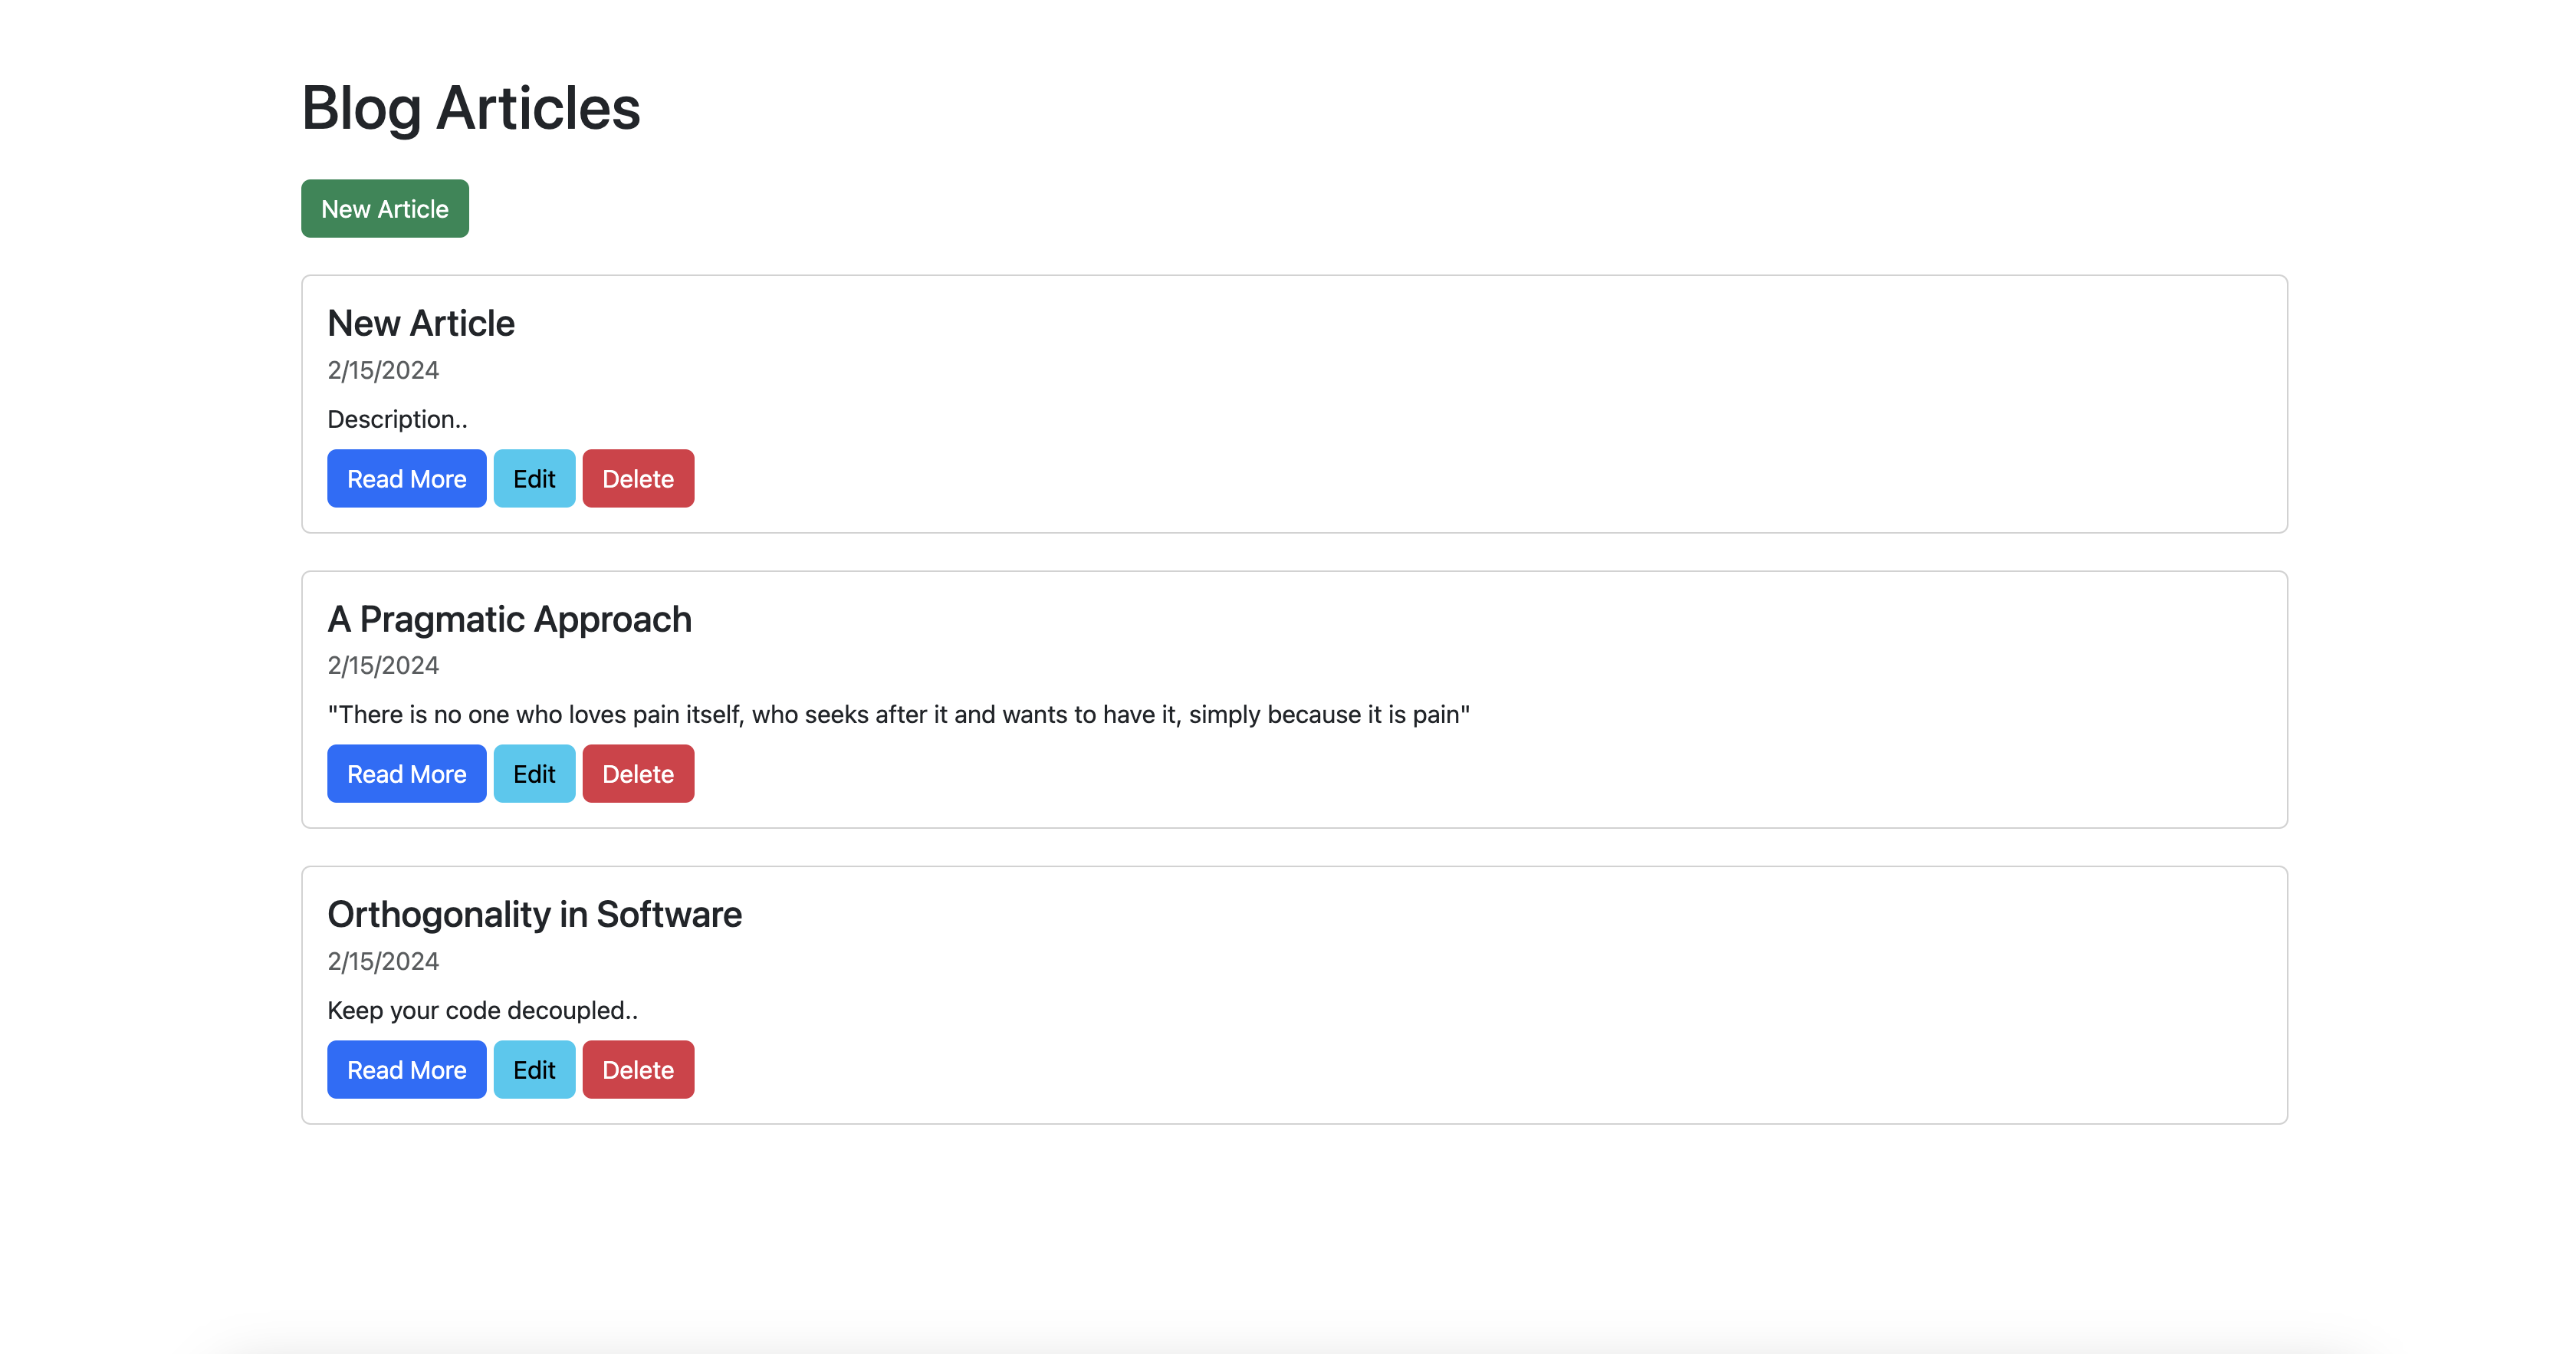 Blog Articles
New Article
New Article
2/15/2024
Description..
Read More Edit Delete
A Pragmatic Approach
2/15/2024
"There is no one who loves pain itself, who seeks after it and wants to have it, simply because it is pain"
Read More Edit Delete
Orthogonality in Software
2/15/2024
Keep your code decoupled..
Read More Edit Delete